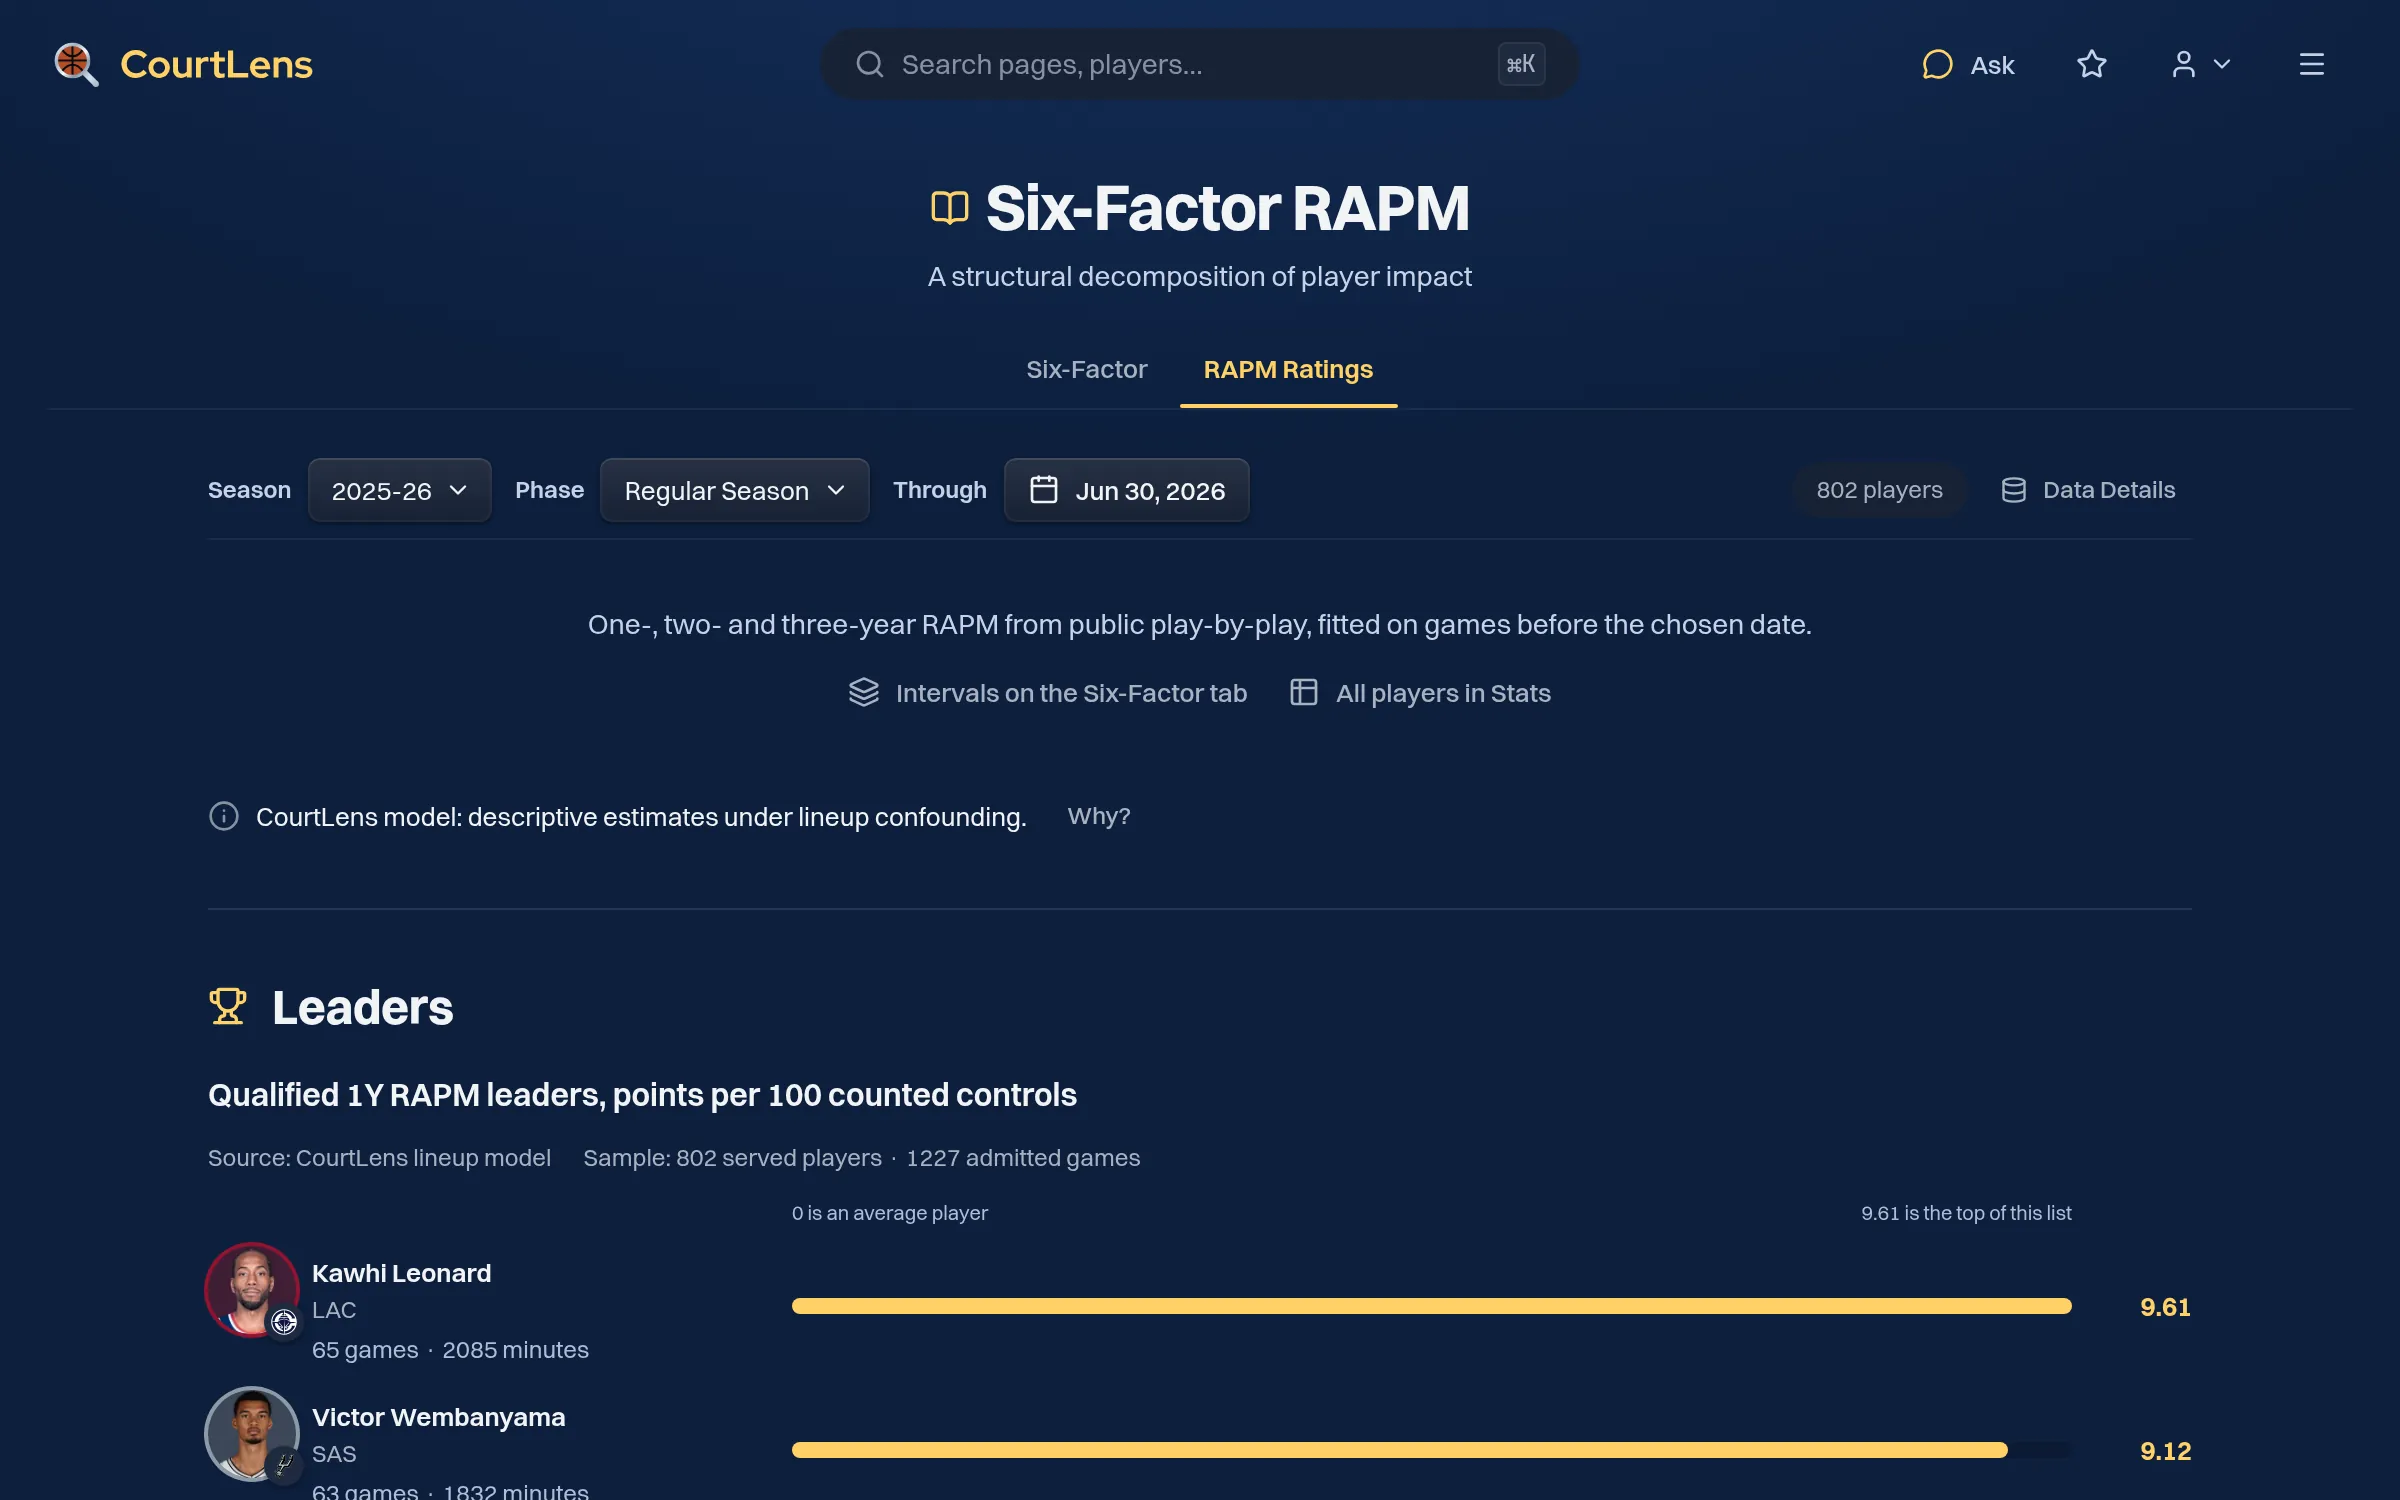 CourtLens
Search pages, players...
⌘K
Ask
Six-Factor RAPM
A structural decomposition of player impact
Six-Factor
RAPM Ratings
Season
2025-26
Phase
Regular Season
Through
Jun 30, 2026
802 players
Data Details
One-, two- and three-year RAPM from public play-by-play, fitted on games before the chosen date.
Intervals on the Six-Factor tab
All players in Stats
CourtLens model: descriptive estimates under lineup confounding.
Why?
Leaders
Qualified 1Y RAPM leaders, points per 100 counted controls
Source: CourtLens lineup model
Sample: 802 served players · 1227 admitted games
0 is an average player
9.61 is the top of this list
Kawhi Leonard
LAC
65 games · 2085 minutes
9.61
Victor Wembanyama
SAS
63 games · 1832 minutes
9.12